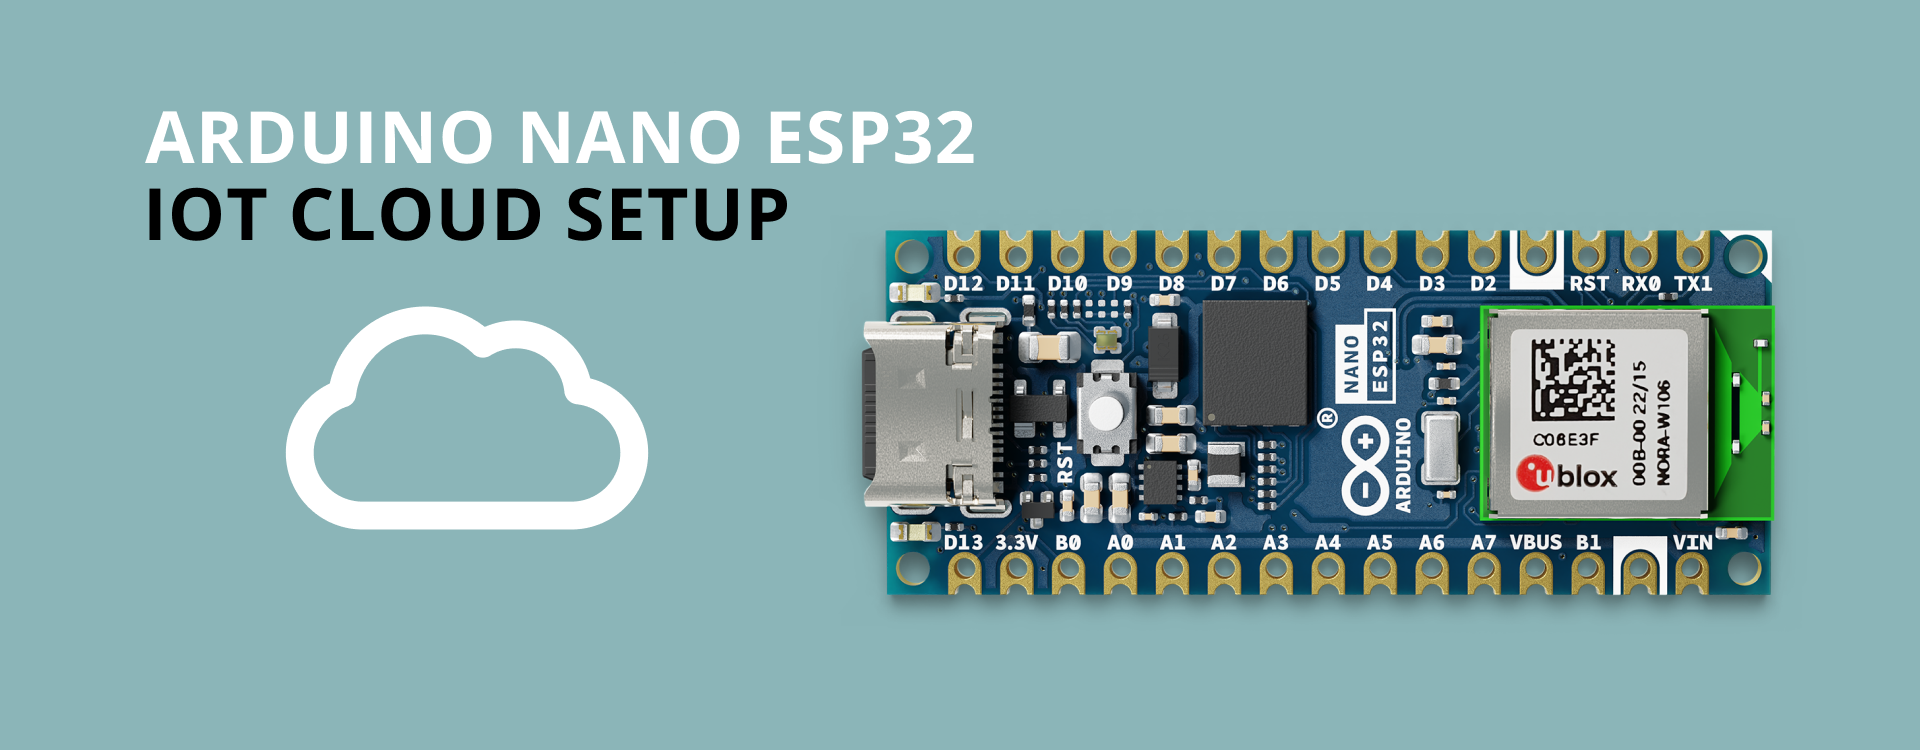 ARDUINO NANO ESP32
IOT CLOUD SETUP
D12 D11 D10 D9 D8 D7 D6 D5 D4 D3 D2 RST RX0 TX1
NANO
ESP32
®
ARDUINO
RST
C06E3F
ublox
00B-00 22/15
NORA-W106
D13 3.3V B0 A0 A1 A2 A3 A4 A5 A6 A7 VBUS B1 VIN